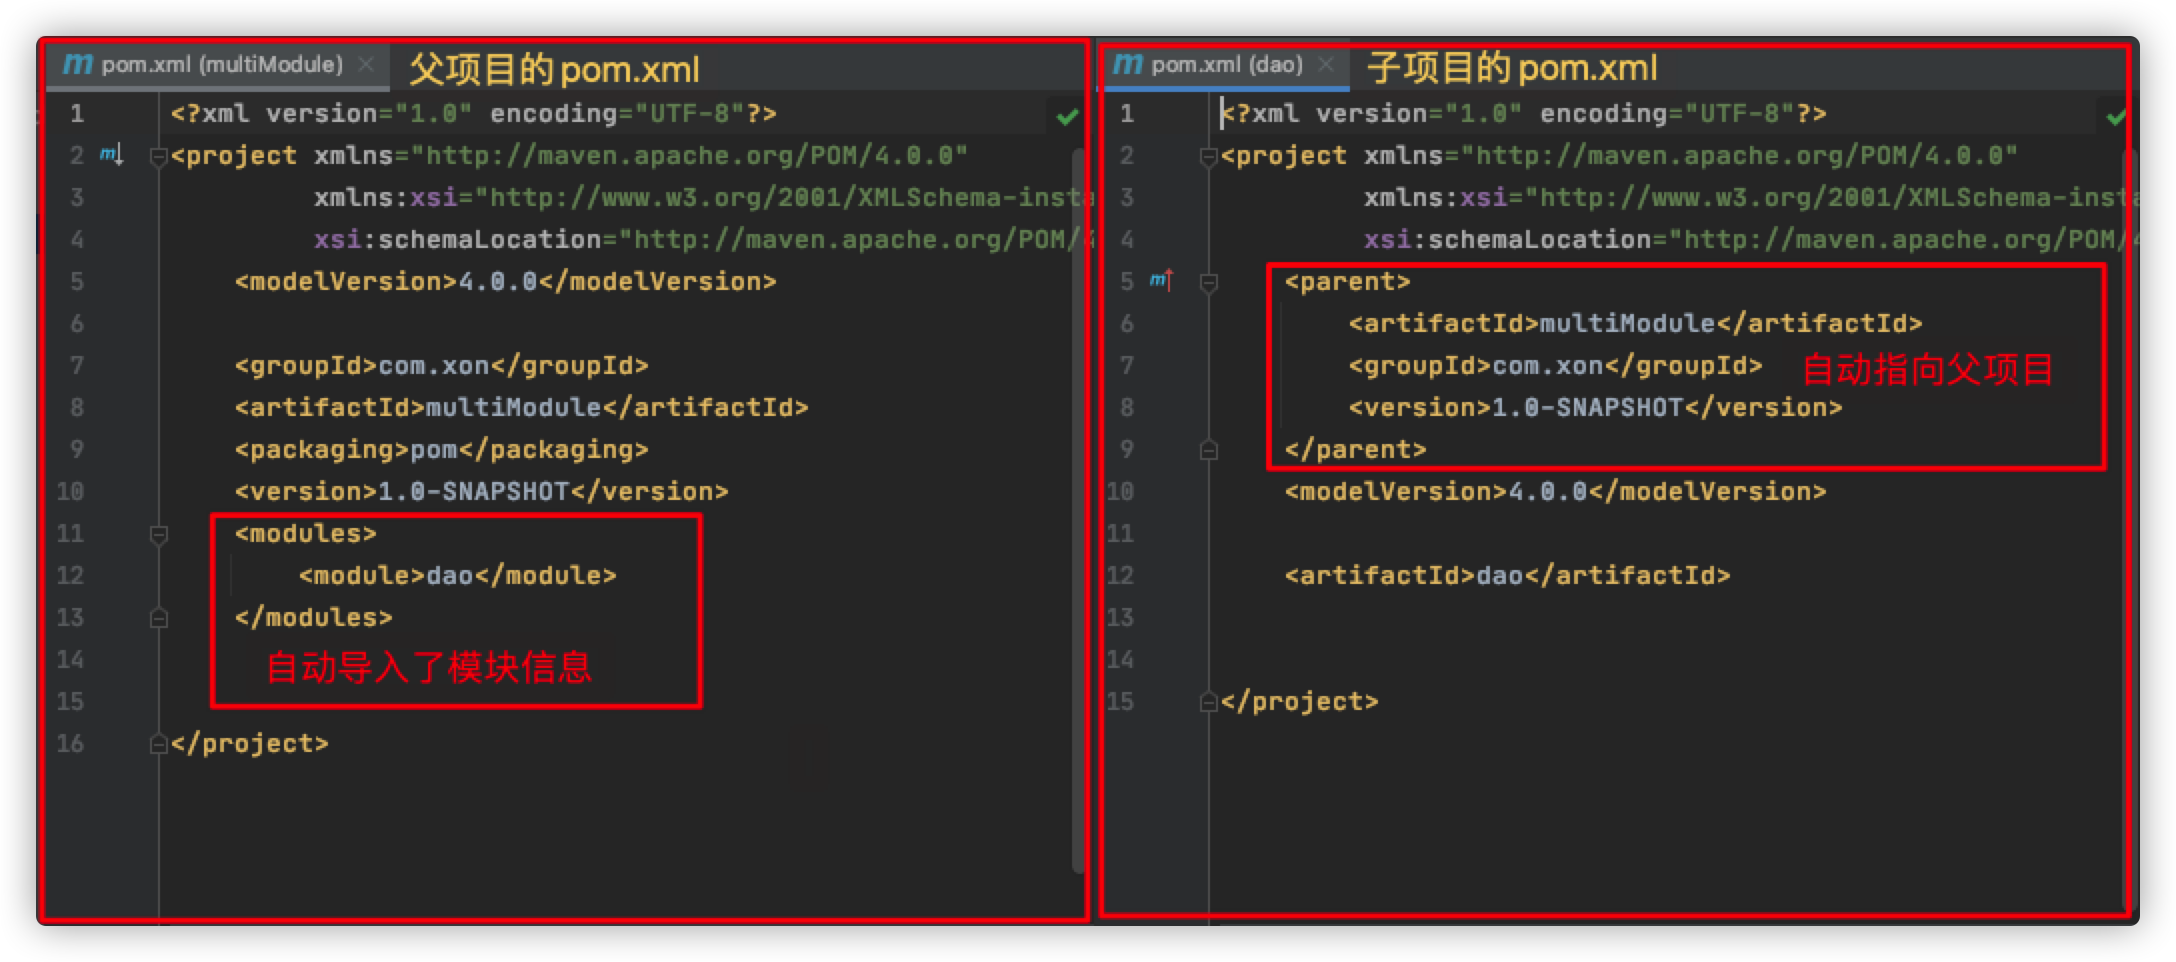 pom.xml (multiModule)
父项目的pom.xml
1 <?xml version="1.0" encoding="UTF-8"?>
2 <project xmlns="http://maven.apache.org/POM/4.0.0"
3 xmlns:xsi="http://www.w3.org/2001/XMLSchema-insta
4 xsi:schemaLocation="http://maven.apache.org/POM/4
5 <modelVersion>4.0.0</modelVersion>
6
7 <groupId>com.xon</groupId>
8 <artifactId>multiModule</artifactId>
9 <packaging>pom</packaging>
10 <version>1.0-SNAPSHOT</version>
11 <modules>
12 <module>dao</module>
13 </modules>
14 自动导入了模块信息
15
16 </project>
pom.xml (dao)
子项目的pom.xml
1 <?xml version="1.0" encoding="UTF-8"?>
2 <project xmlns="http://maven.apache.org/POM/4.0.0"
3 xmlns:xsi="http://www.w3.org/2001/XMLSchema-insta
4 xsi:schemaLocation="http://maven.apache.org/POM/4
5 <parent>
6 <artifactId>multiModule</artifactId>
7 <groupId>com.xon</groupId> 自动指向父项目
8 <version>1.0-SNAPSHOT</version>
9 </parent>
10 <modelVersion>4.0.0</modelVersion>
11
12 <artifactId>dao</artifactId>
13
14
15 </project>